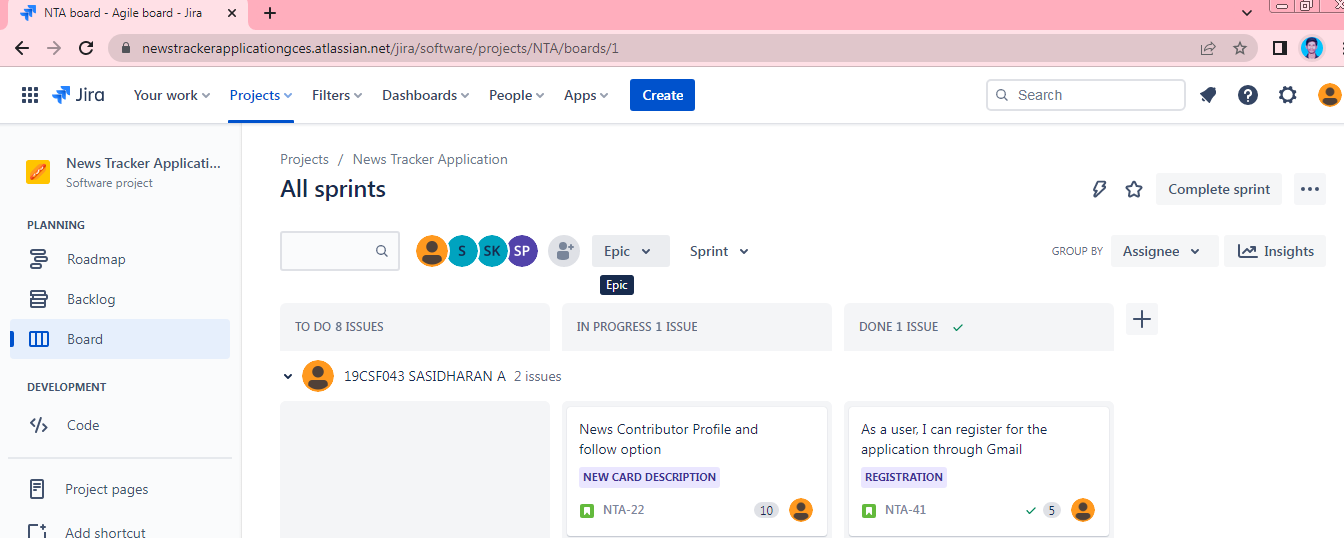 NTA board - Agile board - Jira
newstrackerapplicationgces.atlassian.net/jira/software/projects/NTA/boards/1
Jira Your work Projects Filters Dashboards People Apps Create Search
News Tracker Applicati...
Software project
PLANNING
Roadmap
Backlog
Board
DEVELOPMENT
Code
Project pages
Add shortcut
Projects / News Tracker Application
All sprints
Complete sprint
S SK SP Epic Sprint GROUP BY Assignee Insights
Epic
TO DO 8 ISSUES IN PROGRESS 1 ISSUE DONE 1 ISSUE
19CSF043 SASIDHARAN A 2 issues
News Contributor Profile and
follow option
NEW CARD DESCRIPTION
NTA-22 10
As a user, I can register for the
application through Gmail
REGISTRATION
NTA-41 5